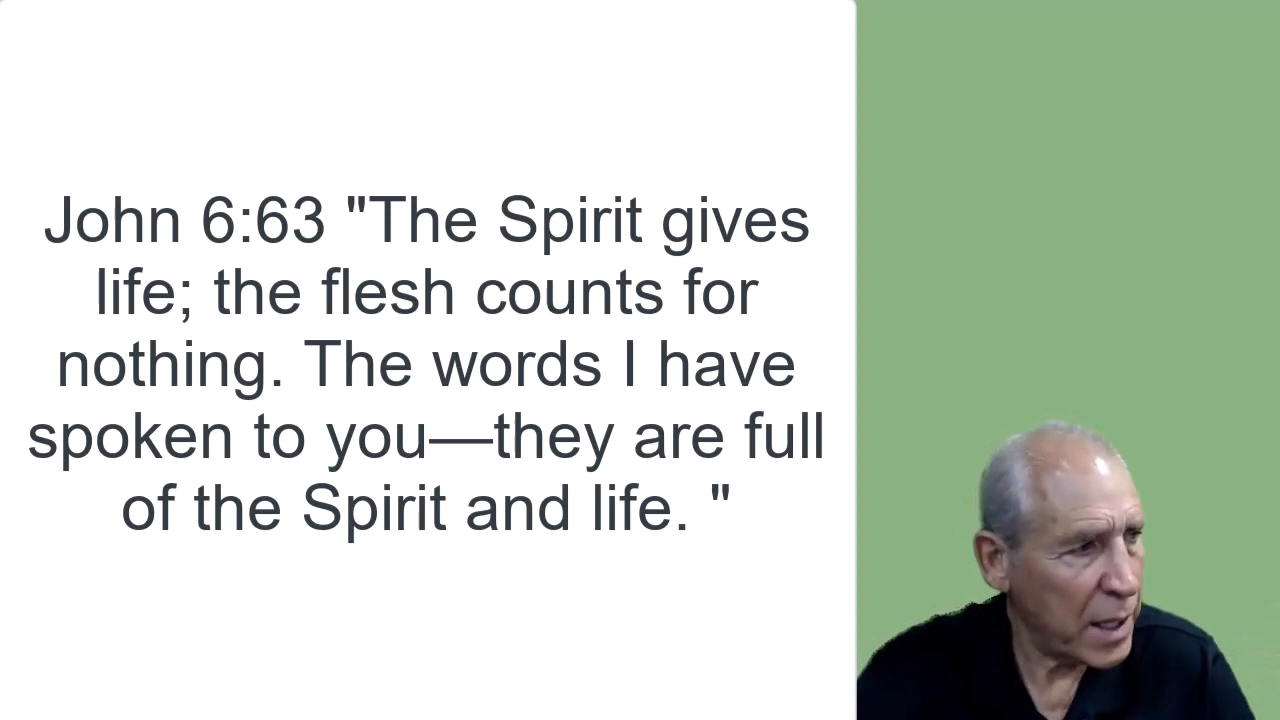 John 6:63 "The Spirit gives
life; the flesh counts for
nothing. The words I have
spoken to you—they are full
of the Spirit and life. "